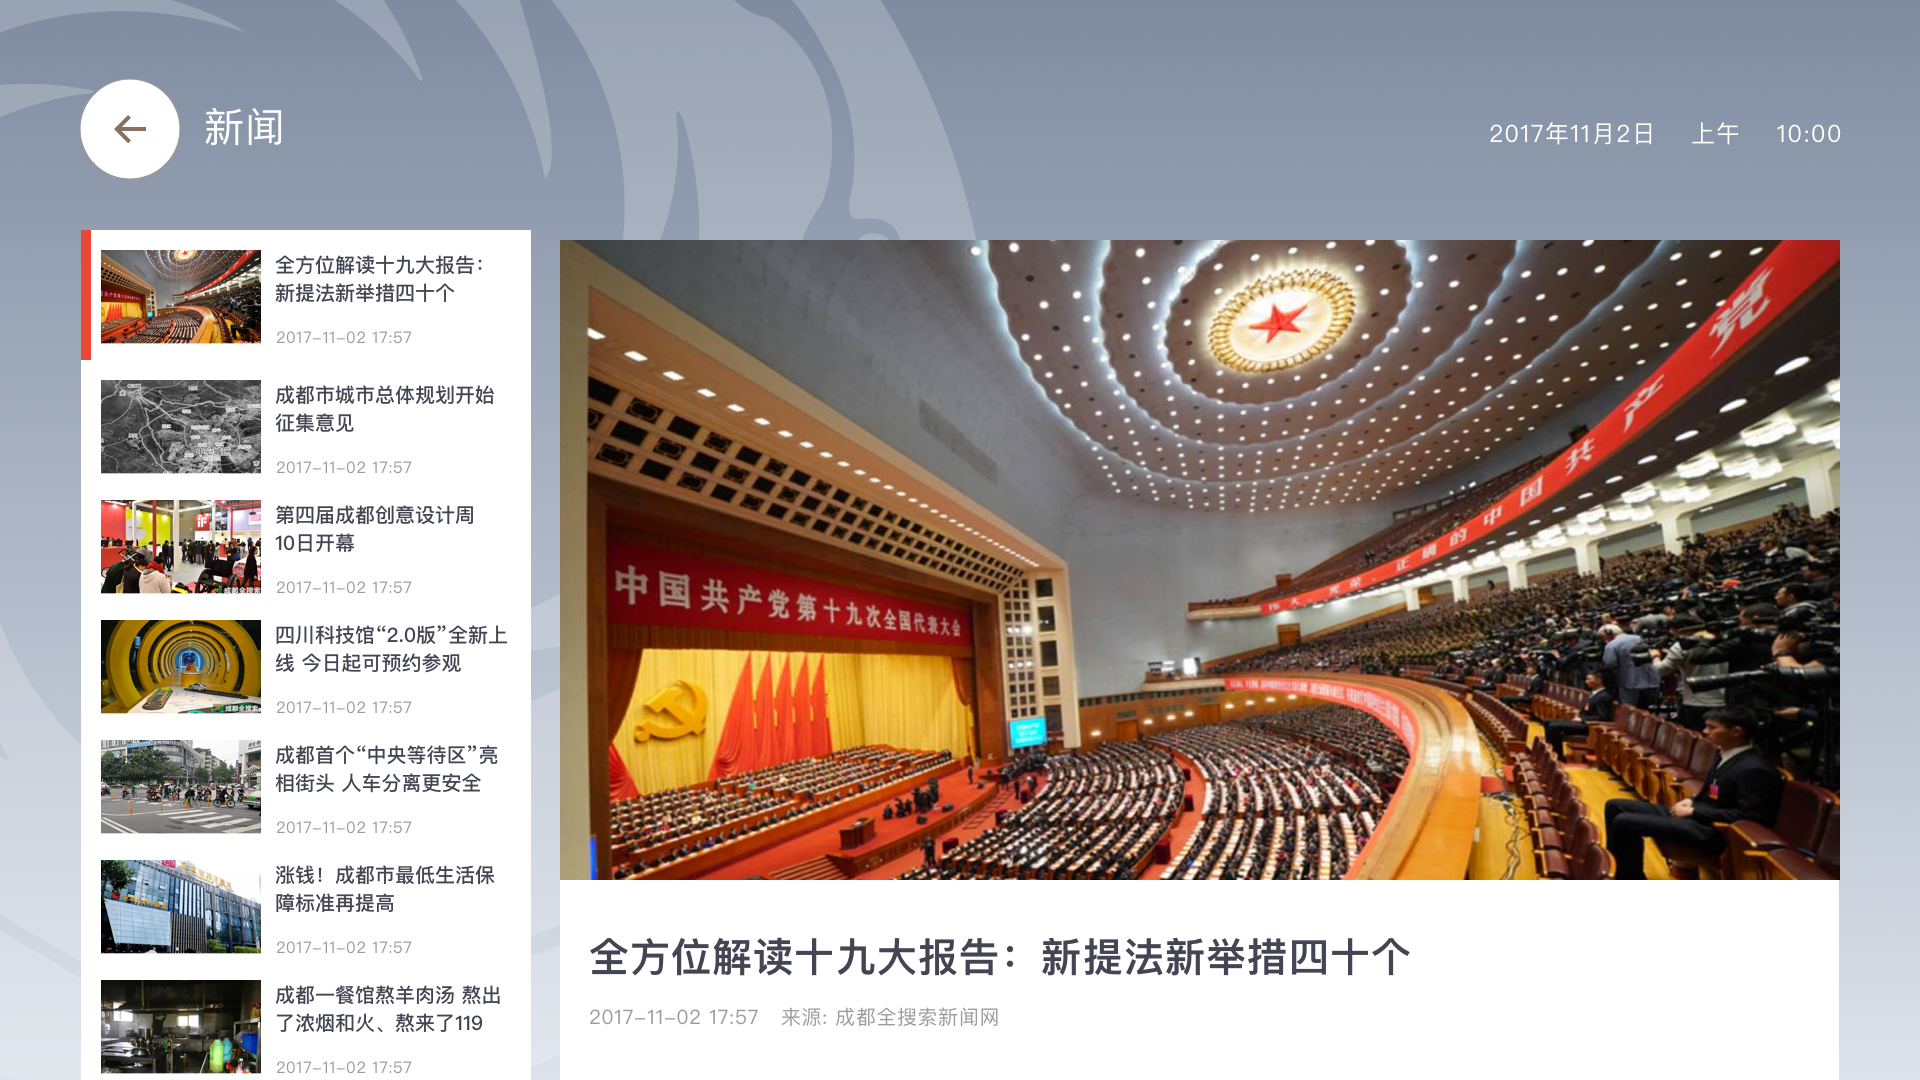 新闻
2017年11月2日 上午 10:00
全方位解读十九大报告：
新提法新举措四十个
2017-11-02 17:57
成都市城市总体规划开始
征集意见
2017-11-02 17:57
第四届成都创意设计周
10日开幕
2017-11-02 17:57
四川科技馆“2.0版”全新上
线 今日起可预约参观
2017-11-02 17:57
成都首个“中央等待区”亮
相街头 人车分离更安全
2017-11-02 17:57
涨钱！成都市最低生活保
障标准再提高
2017-11-02 17:57
成都一餐馆熬羊肉汤 熬出
了浓烟和火、熬来了119
2017-11-02 17:57
中国共产党第十九次全国代表大会
伟大、光荣、正确的中国共产党
全方位解读十九大报告：新提法新举措四十个
2017-11-02 17:57 来源: 成都全搜索新闻网